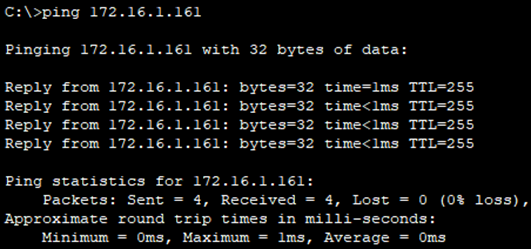 C:\>ping 172.16.1.161
Pinging 172.16.1.161 with 32 bytes of data:
Reply from 172.16.1.161: bytes=32 time=1ms TTL=255
Reply from 172.16.1.161: bytes=32 time<1ms TTL=255
Reply from 172.16.1.161: bytes=32 time<1ms TTL=255
Reply from 172.16.1.161: bytes=32 time<1ms TTL=255
Ping statistics for 172.16.1.161:
    Packets: Sent = 4, Received = 4, Lost = 0 (0% loss),
Approximate round trip times in milli-seconds:
    Minimum = 0ms, Maximum = 1ms, Average = 0ms